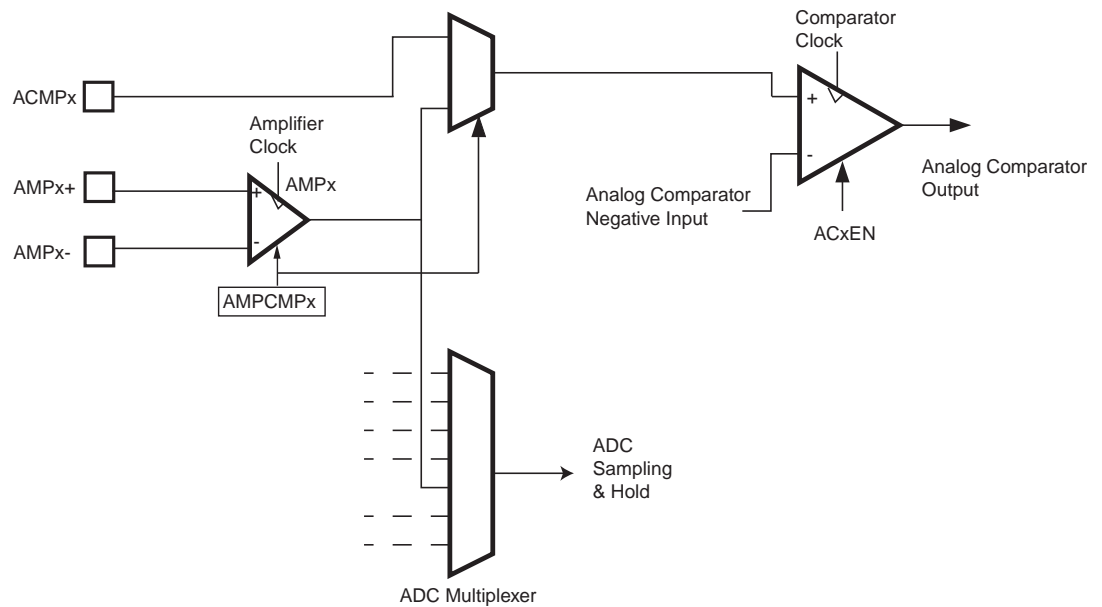 Comparator
Clock
ACMPx
+
Amplifier
Clock
-
Analog Comparator
Output
AMPx+
AMPx
+
Analog Comparator
Negative Input
AMPx-
-
ACxEN
AMPCMPx
ADC
Sampling
& Hold
ADC Multiplexer